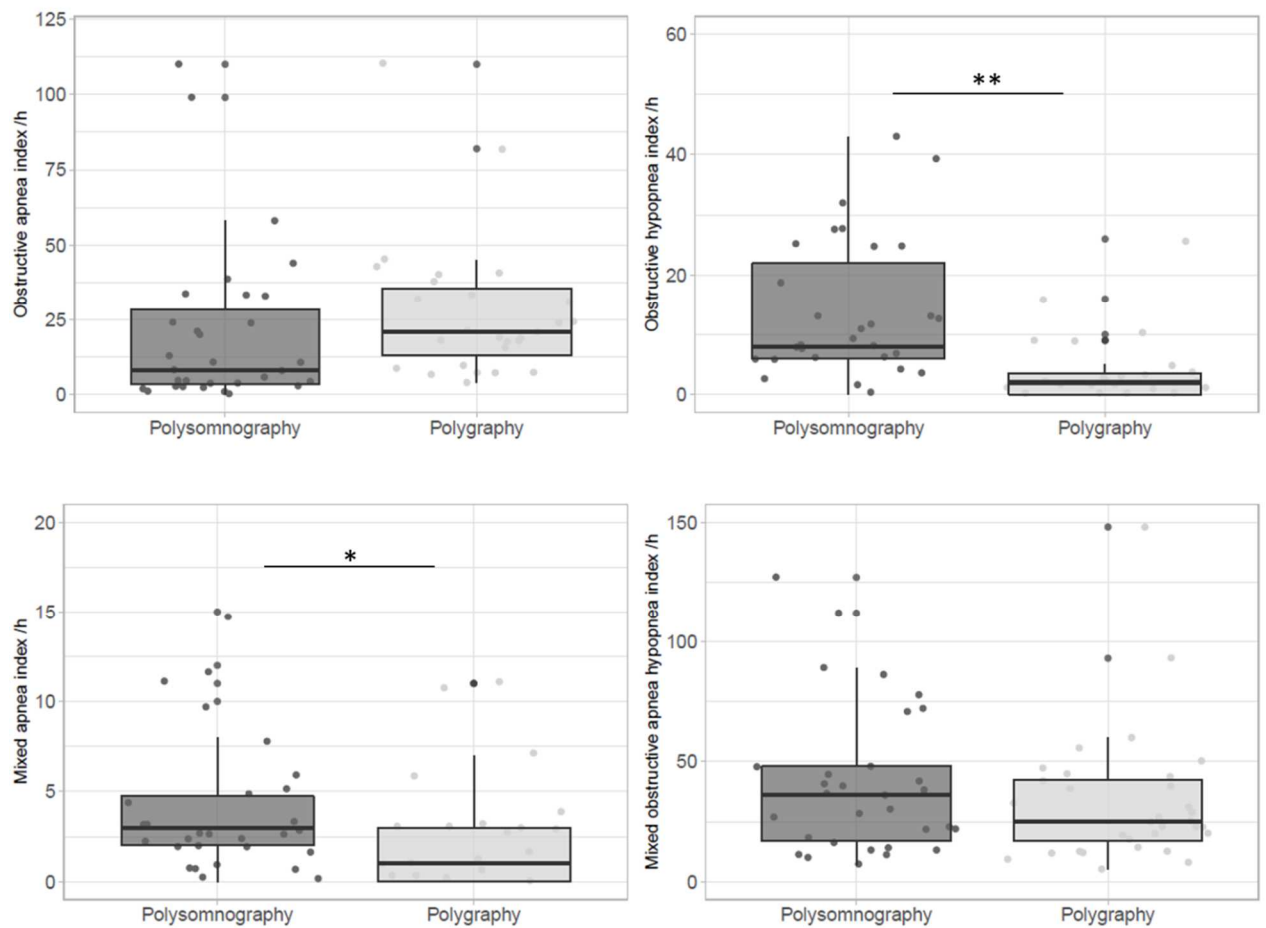 Obstructive apnea index /h
125
100
75
50
25
0
Polysomnography
Polygraphy
Obstructive hypopnea index /h
60
40
20
0
**
Polysomnography
Polygraphy
Mixed apnea index /h
20
15
10
5
0
*
Polysomnography
Polygraphy
Mixed obstructive apnea hypopnea index /h
150
100
50
0
Polysomnography
Polygraphy